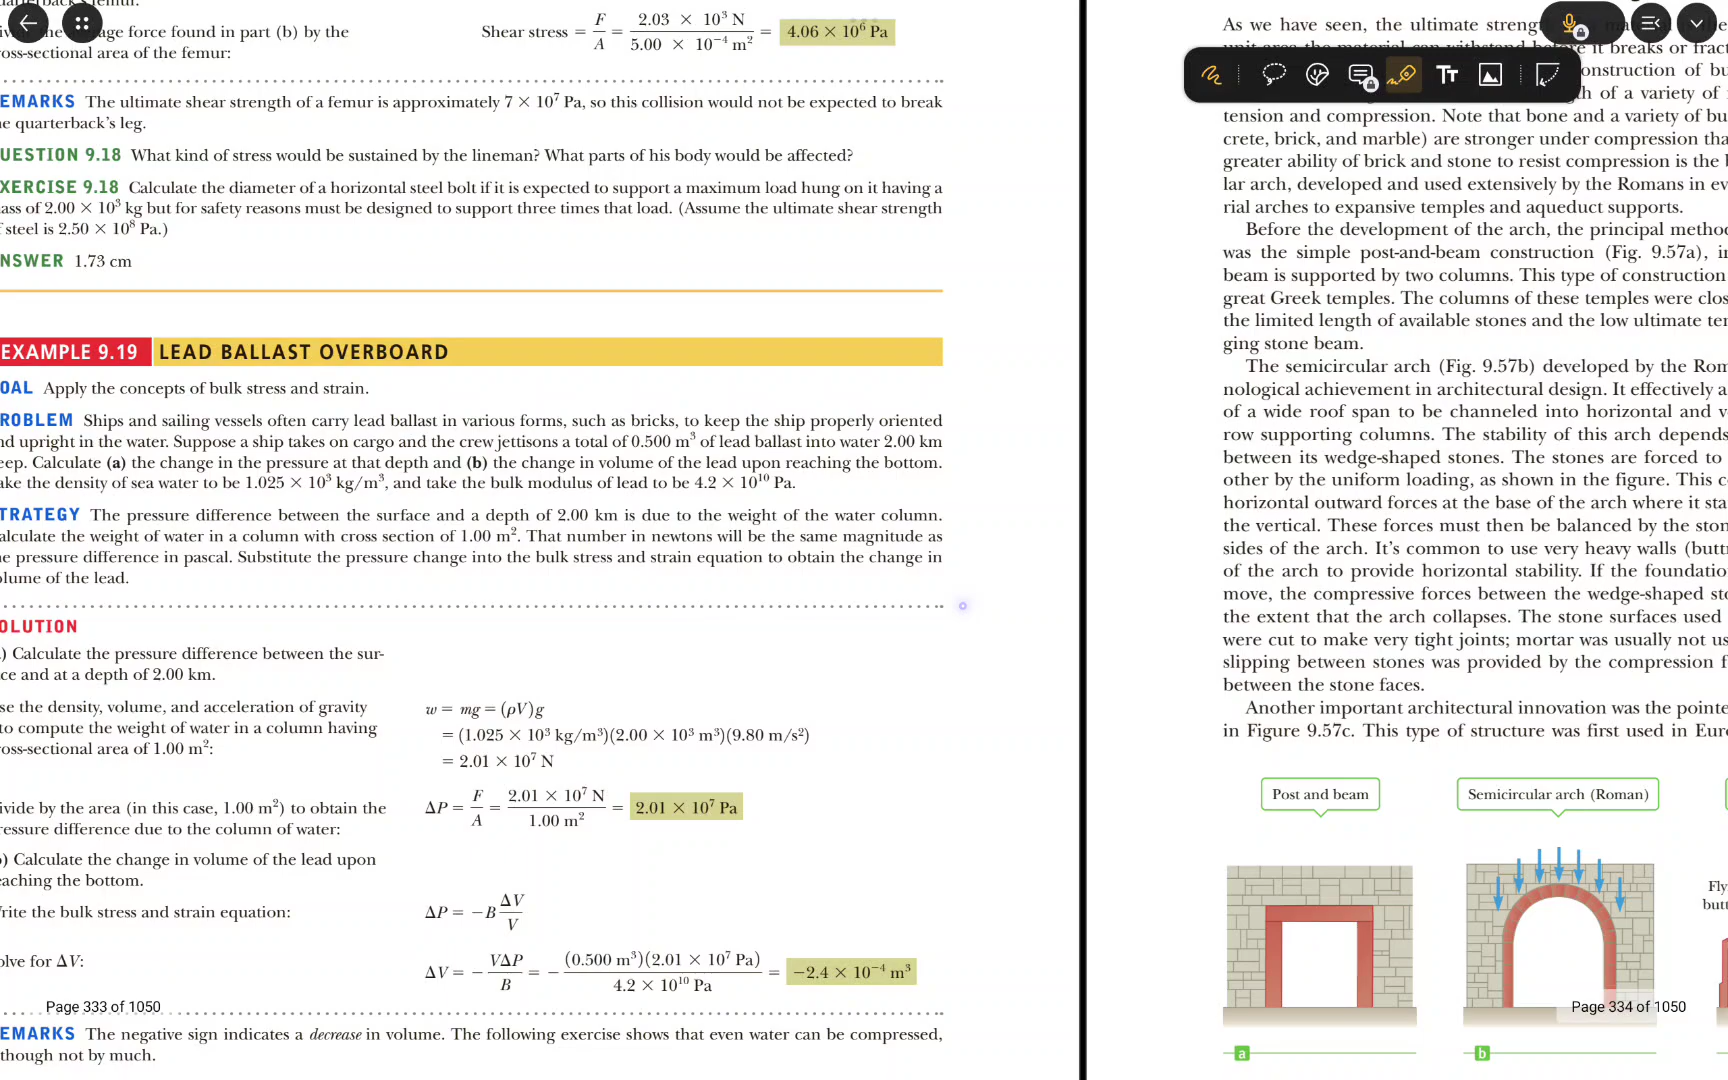 the average force found in part (b) by the
cross-sectional area of the femur:
Shear stress = F/A = 2.03 × 10³ N / 5.00 × 10⁻⁴ m² = 4.06 × 10⁶ Pa
EMARKS The ultimate shear strength of a femur is approximately 7 × 10⁷ Pa, so this collision would not be expected to break
e quarterback's leg.
UESTION 9.18 What kind of stress would be sustained by the lineman? What parts of his body would be affected?
XERCISE 9.18 Calculate the diameter of a horizontal steel bolt if it is expected to support a maximum load hung on it having a
ass of 2.00 × 10³ kg but for safety reasons must be designed to support three times that load. (Assume the ultimate shear strength
f steel is 2.50 × 10⁸ Pa.)
NSWER 1.73 cm
EXAMPLE 9.19 LEAD BALLAST OVERBOARD
OAL Apply the concepts of bulk stress and strain.
ROBLEM Ships and sailing vessels often carry lead ballast in various forms, such as bricks, to keep the ship properly oriented
nd upright in the water. Suppose a ship takes on cargo and the crew jettisons a total of 0.500 m³ of lead ballast into water 2.00 km
eep. Calculate (a) the change in the pressure at that depth and (b) the change in volume of the lead upon reaching the bottom.
ake the density of sea water to be 1.025 × 10³ kg/m³, and take the bulk modulus of lead to be 4.2 × 10¹⁰ Pa.
TRATEGY The pressure difference between the surface and a depth of 2.00 km is due to the weight of the water column.
alculate the weight of water in a column with cross section of 1.00 m². That number in newtons will be the same magnitude as
e pressure difference in pascal. Substitute the pressure change into the bulk stress and strain equation to obtain the change in
olume of the lead.
OLUTION
) Calculate the pressure difference between the sur-
ce and at a depth of 2.00 km.
se the density, volume, and acceleration of gravity
to compute the weight of water in a column having
ross-sectional area of 1.00 m²:
w = mg = (ρV)g
= (1.025 × 10³ kg/m³)(2.00 × 10³ m³)(9.80 m/s²)
= 2.01 × 10⁷ N
ivide by the area (in this case, 1.00 m²) to obtain the
ressure difference due to the column of water:
ΔP = F/A = 2.01 × 10⁷ N / 1.00 m² = 2.01 × 10⁷ Pa
) Calculate the change in volume of the lead upon
eaching the bottom.
rite the bulk stress and strain equation:
ΔP = −B ΔV/V
olve for ΔV:
ΔV = − VΔP/B = − (0.500 m³)(2.01 × 10⁷ Pa) / 4.2 × 10¹⁰ Pa = −2.4 × 10⁻⁴ m³
Page 333 of 1050
EMARKS The negative sign indicates a decrease in volume. The following exercise shows that even water can be compressed,
though not by much.
As we have seen, the ultimate streng
unit area the material can withstand before it breaks or fract
onstruction of bu
h of a variety of
tension and compression. Note that bone and a variety of bu
crete, brick, and marble) are stronger under compression tha
greater ability of brick and stone to resist compression is the b
lar arch, developed and used extensively by the Romans in ev
rial arches to expansive temples and aqueduct supports.
Before the development of the arch, the principal metho
was the simple post-and-beam construction (Fig. 9.57a), i
beam is supported by two columns. This type of construction
great Greek temples. The columns of these temples were clos
the limited length of available stones and the low ultimate te
ging stone beam.
The semicircular arch (Fig. 9.57b) developed by the Rom
nological achievement in architectural design. It effectively a
of a wide roof span to be channeled into horizontal and v
row supporting columns. The stability of this arch depends
between its wedge-shaped stones. The stones are forced to
other by the uniform loading, as shown in the figure. This c
horizontal outward forces at the base of the arch where it sta
the vertical. These forces must then be balanced by the ston
sides of the arch. It's common to use very heavy walls (buttr
of the arch to provide horizontal stability. If the foundatio
move, the compressive forces between the wedge-shaped sto
the extent that the arch collapses. The stone surfaces used
were cut to make very tight joints; mortar was usually not us
slipping between stones was provided by the compression f
between the stone faces.
Another important architectural innovation was the pointe
in Figure 9.57c. This type of structure was first used in Eur
Post and beam
Semicircular arch (Roman)
Fly
butt
Page 334 of 1050
a
b
Tт